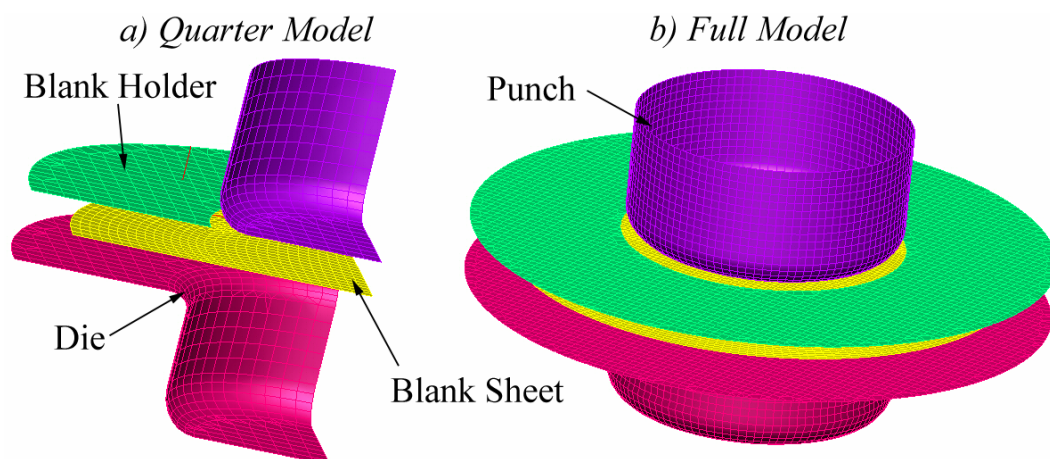 a) Quarter Model
b) Full Model
Blank Holder
Punch
Die
Blank Sheet